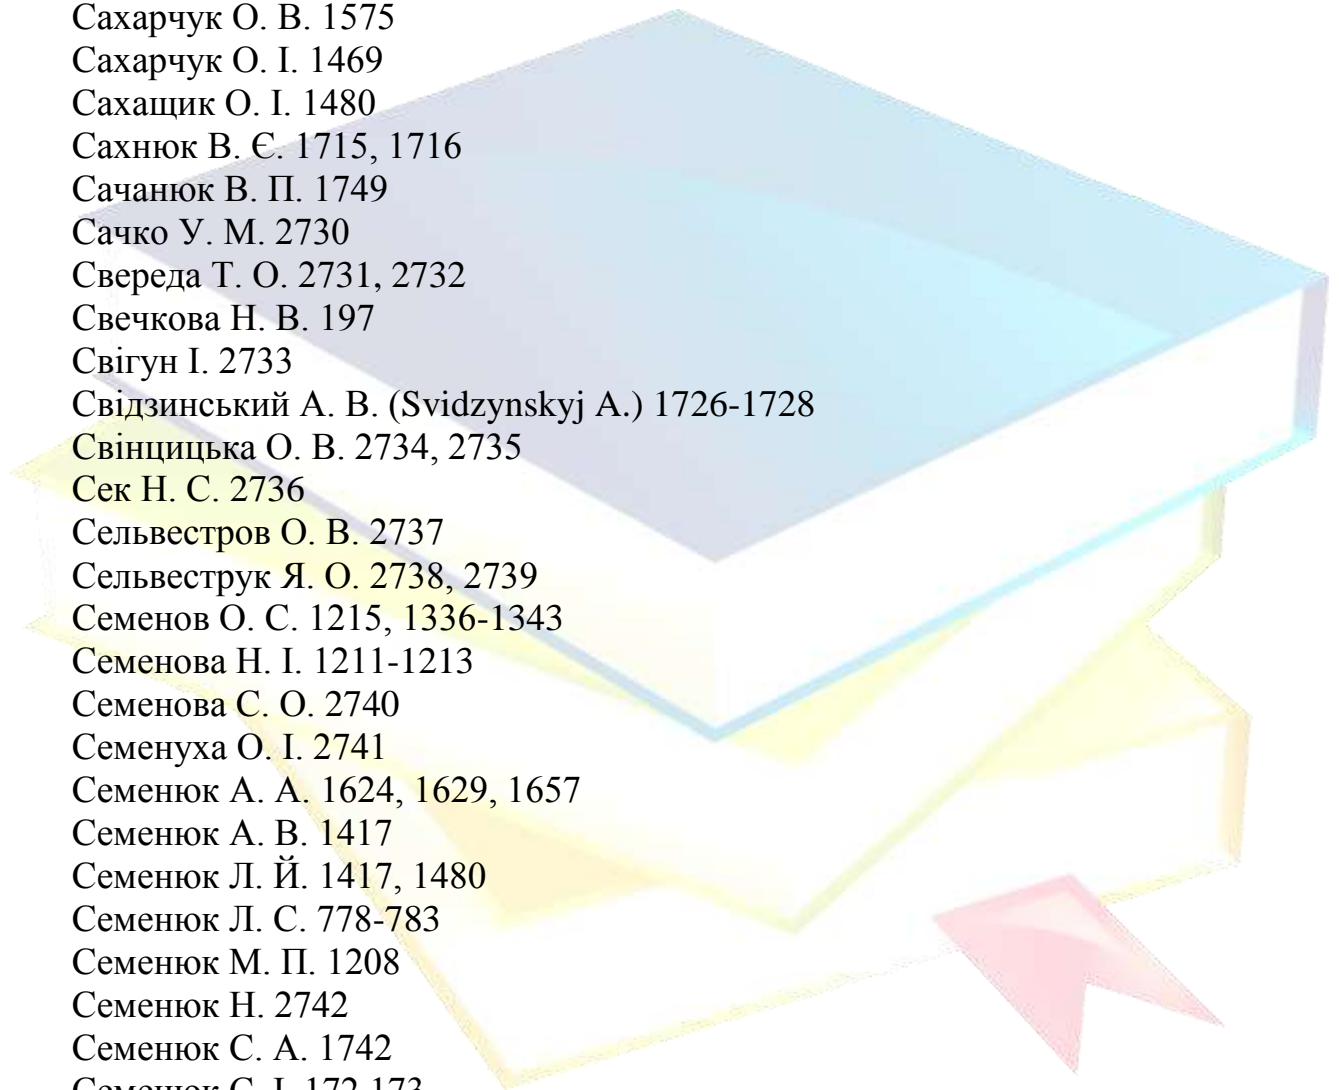 Сахарчук О. В. 1575
Сахарчук О. І. 1469
Сахащик О. І. 1480
Сахнюк В. Є. 1715, 1716
Сачанюк В. П. 1749
Сачко У. М. 2730
Свереда Т. О. 2731, 2732
Свечкова Н. В. 197
Свігун І. 2733
Свідзинський А. В. (Svidzynskyj A.) 1726-1728
Свінцицька О. В. 2734, 2735
Сек Н. С. 2736
Сельвестров О. В. 2737
Сельвеструк Я. О. 2738, 2739
Семенов О. С. 1215, 1336-1343
Семенова Н. І. 1211-1213
Семенова С. О. 2740
Семенуха О. І. 2741
Семенюк А. А. 1624, 1629, 1657
Семенюк А. В. 1417
Семенюк Л. Й. 1417, 1480
Семенюк Л. С. 778-783
Семенюк М. П. 1208
Семенюк Н. 2742
Семенюк С. А. 1742
Семенюк С. І. 172-173